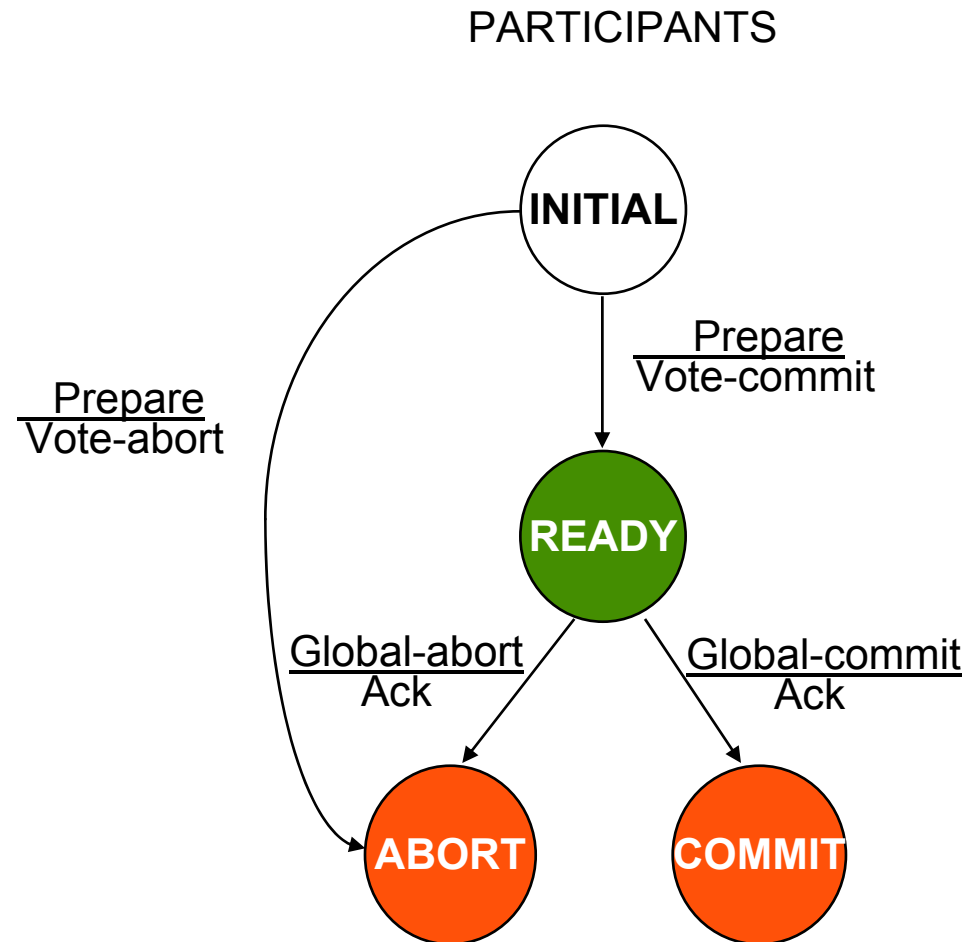 PARTICIPANTS
INITIAL
Prepare
Vote-commit
Prepare
Vote-abort
READY
Global-abort
Ack
Global-commit
Ack
ABORT
COMMIT